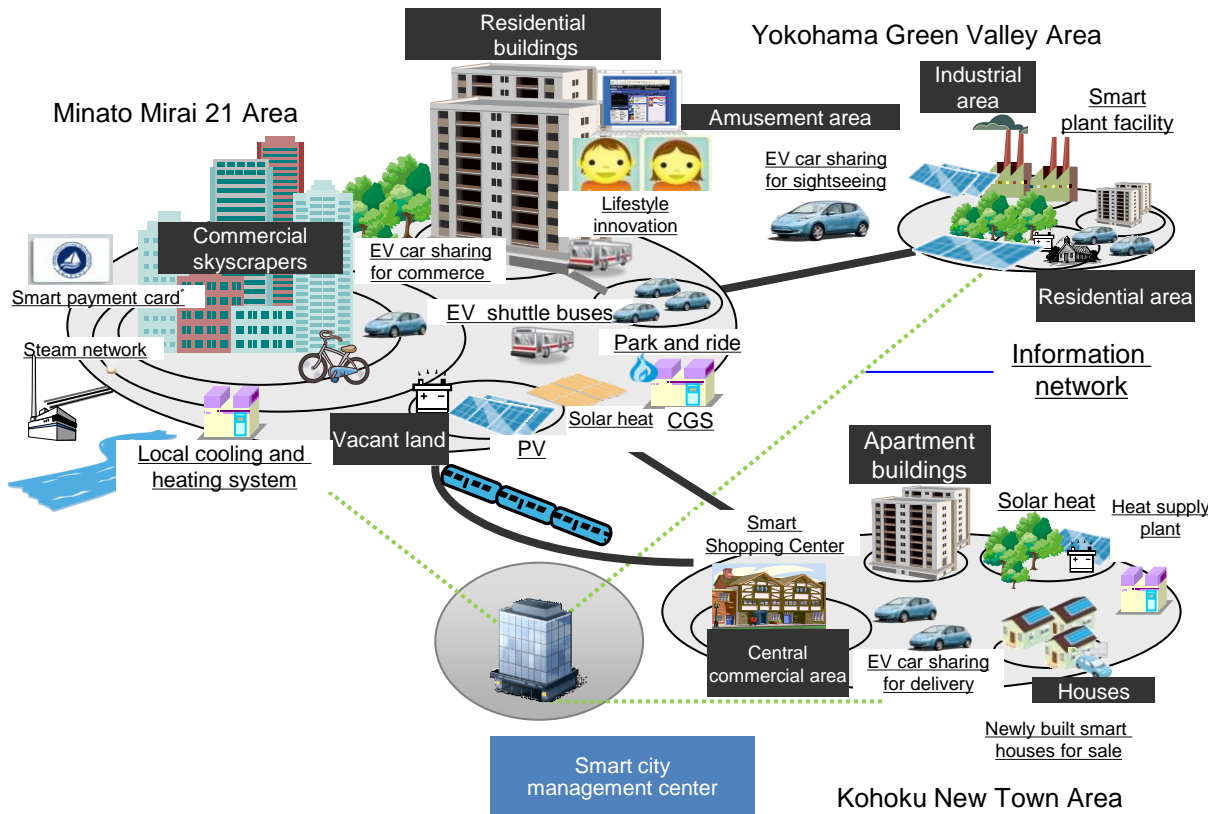 Residential
buildings
Yokohama Green Valley Area
Industrial
area
Minato Mirai 21 Area
Amusement area
Smart
plant facility
EV car sharing
for sightseeing
Lifestyle
innovation
Commercial
skyscrapers
EV car sharing
for commerce
Smart payment card*
Residential area
EV shuttle buses
Steam network
Park and ride
Information
network
Solar heat
CGS
Vacant land
PV
Local cooling and
heating system
Apartment
buildings
Smart
Shopping Center
Solar heat
Heat supply
plant
Central
commercial area
EV car sharing
for delivery
Houses
Newly built smart
houses for sale
Smart city
management center
Kohoku New Town Area